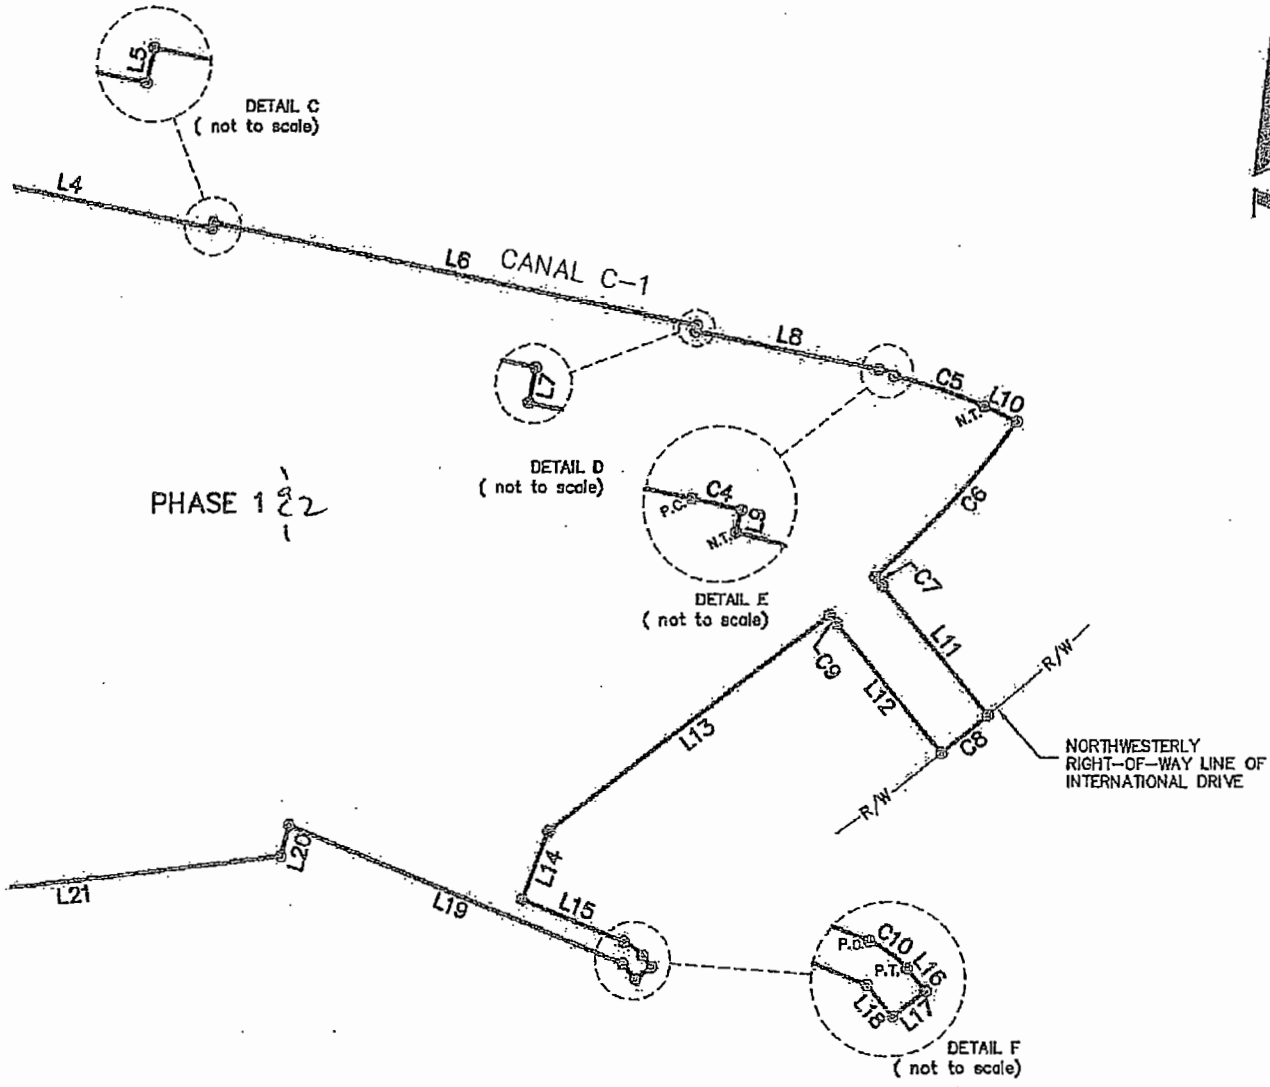 L5
DETAIL C
( not to scale)
L4
L6
CANAL C-1
L8
C5
L10
N.T.
L7
DETAIL D
( not to scale)
C4
P.C.
L9
N.T.
DETAIL E
( not to scale)
PHASE 1 & 2
C6
C7
L11
R/W
C9
L12
L13
C8
NORTHWESTERLY
RIGHT-OF-WAY LINE OF
INTERNATIONAL DRIVE
R/W
L14
L20
L21
L19
L15
C10
P.C.
P.T.
L16
L18
L17
DETAIL F
( not to scale)